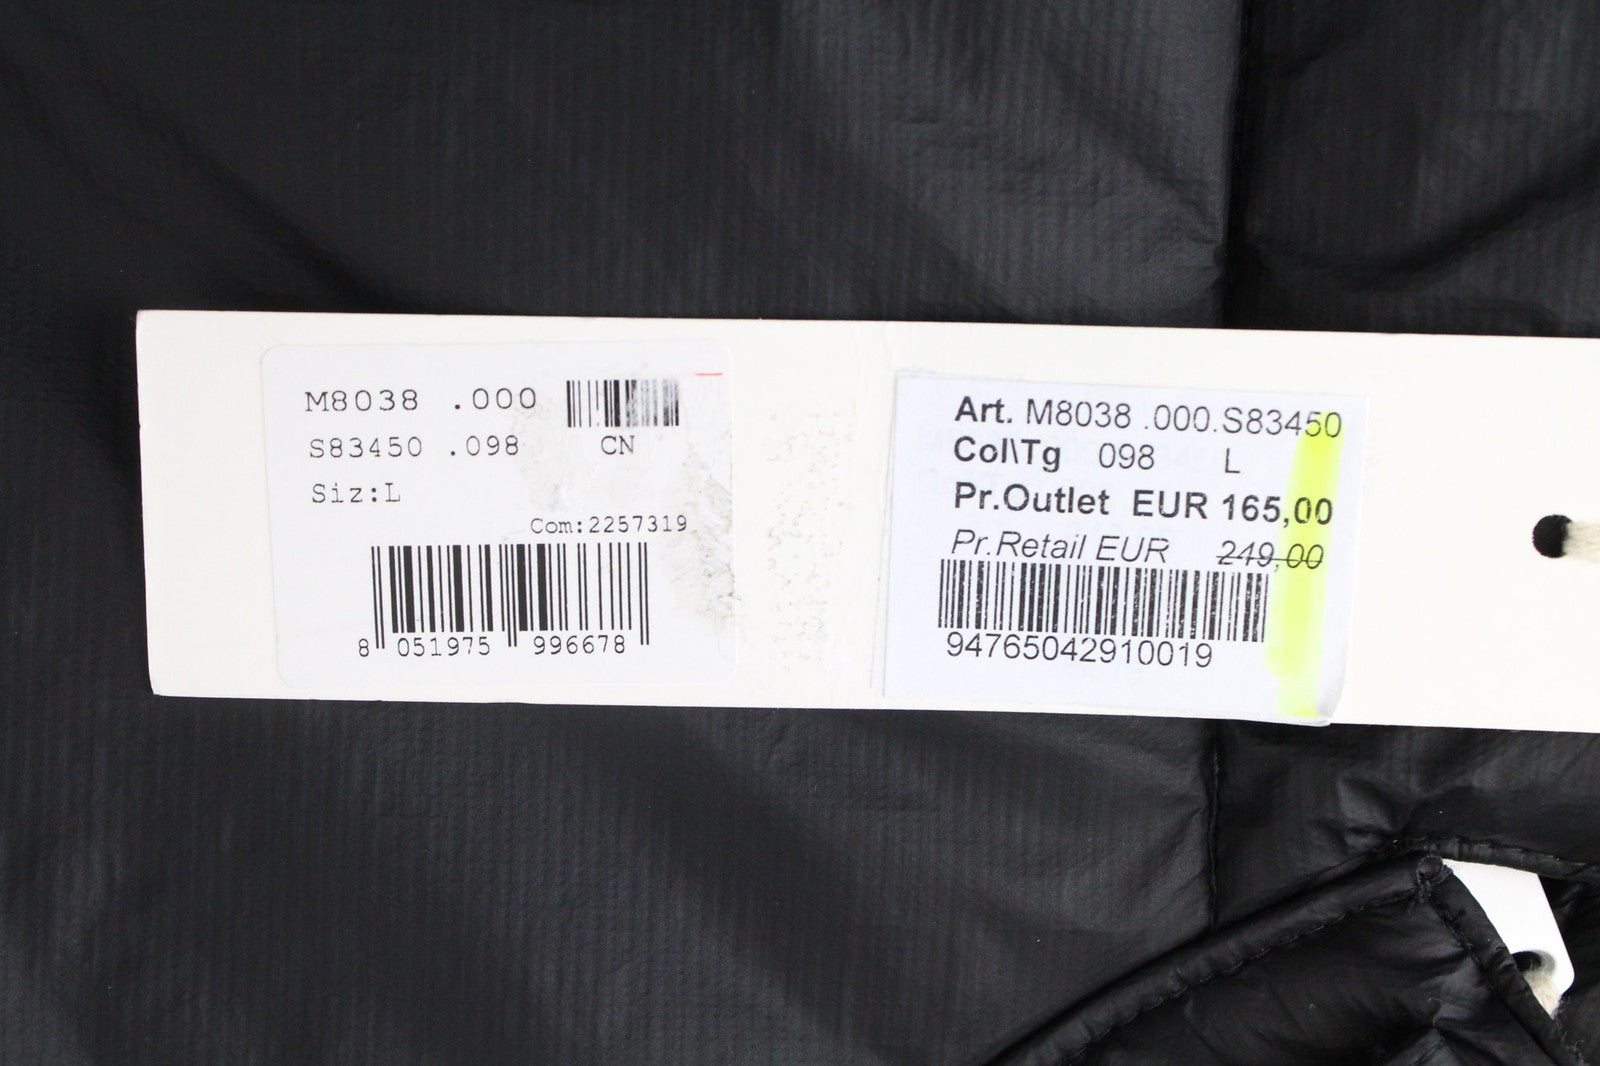 M8038 .000
S83450 .098
CN
Siz:L
Com:2257319
8 051975 996678
Art. M8038 .000.S83450
Col\Tg 098 L
Pr.Outlet EUR 165,00
Pr.Retail EUR 249,00
94765042910019